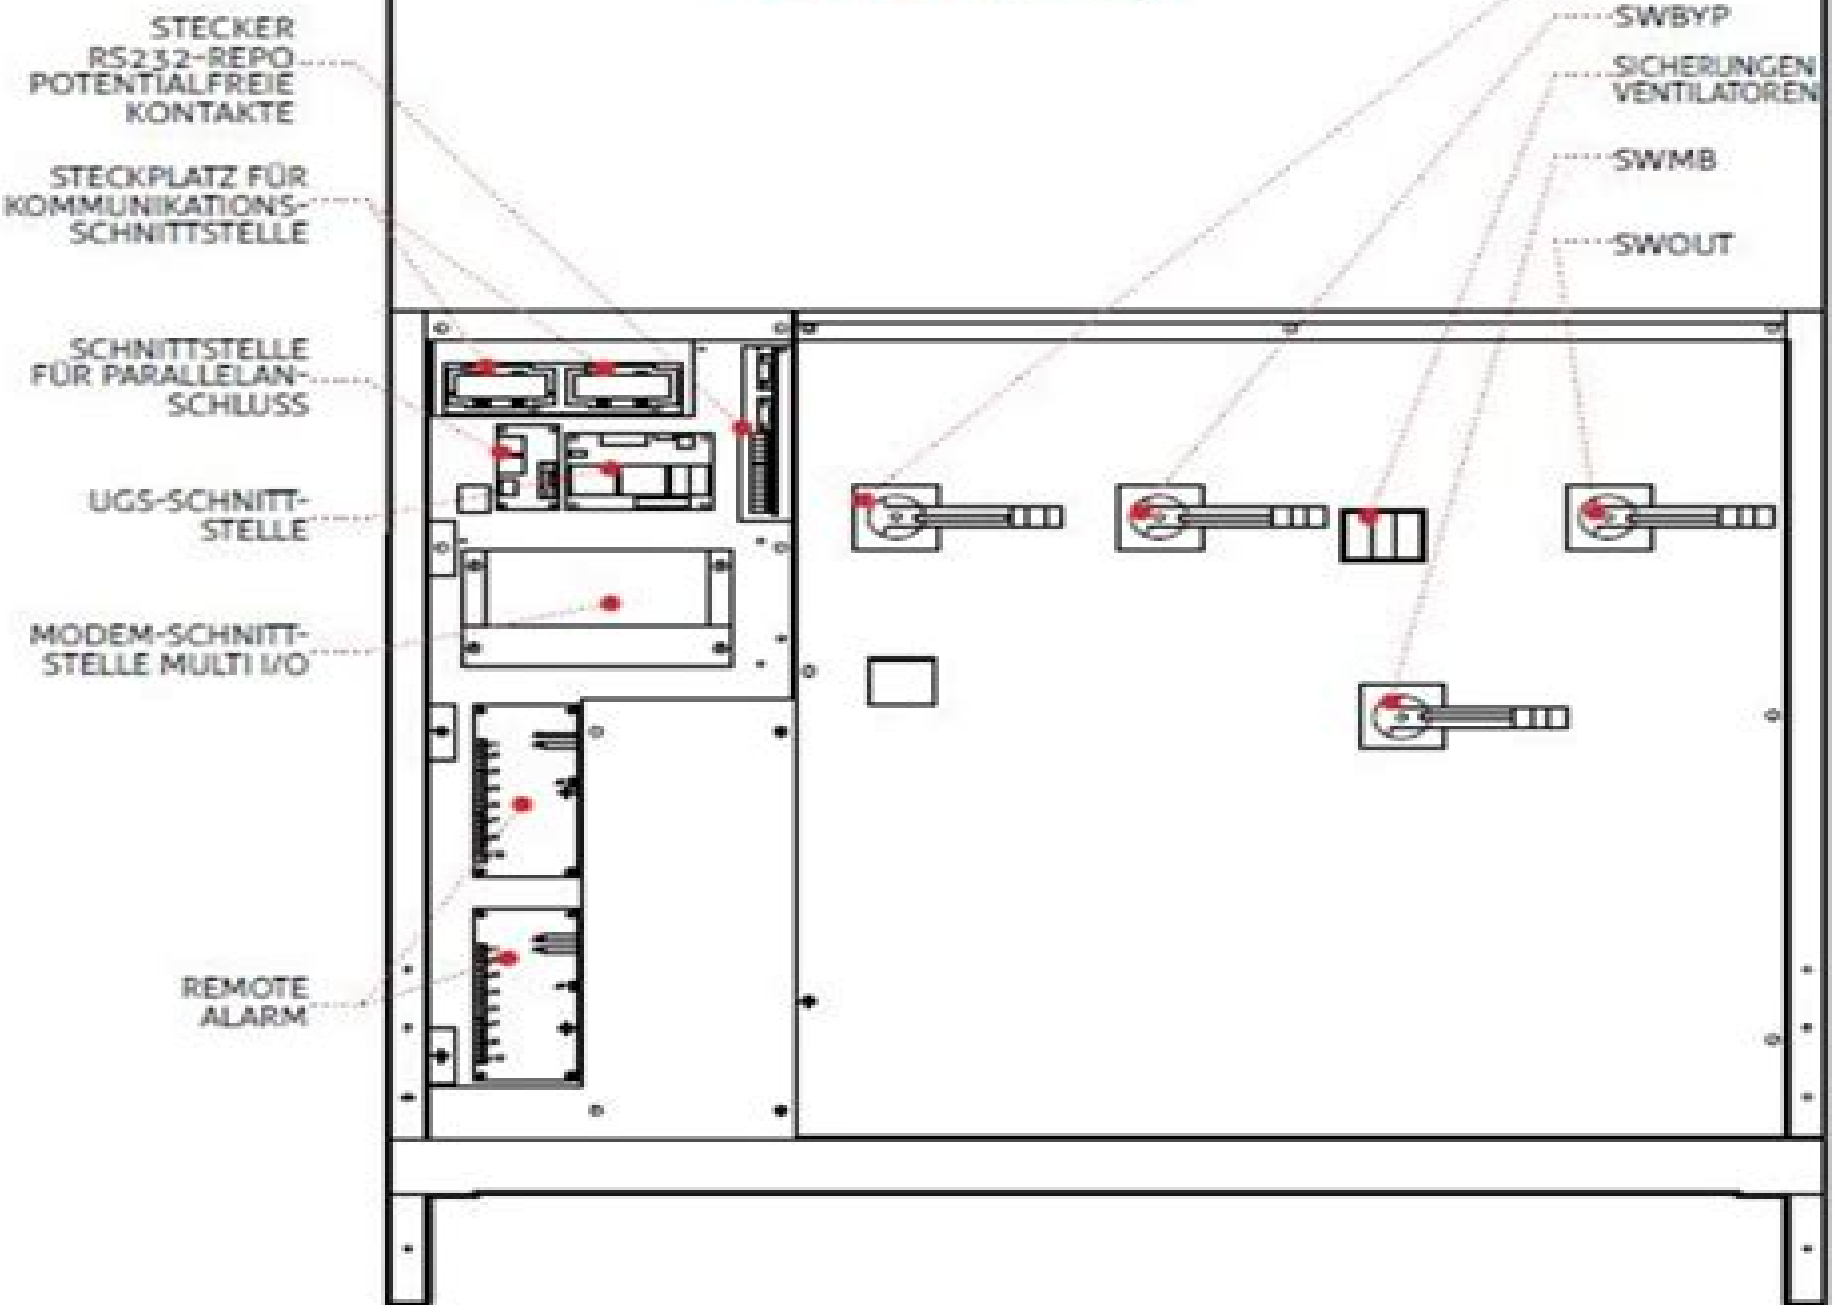 STECKER
RS232-REPO
POTENTIALFREIE
KONTAKTE
STECKPLATZ FÜR
KOMMUNIKATIONS-
SCHNITTSTELLE
SCHNITTSTELLE
FÜR PARALLELAN-
SCHLUSS
UGS-SCHNITT-
STELLE
MODEM-SCHNITT-
STELLE MULTI I/O
REMOTE
ALARM
SWBYP
SICHERUNGEN
VENTILATOREN
SWMB
SWOUT